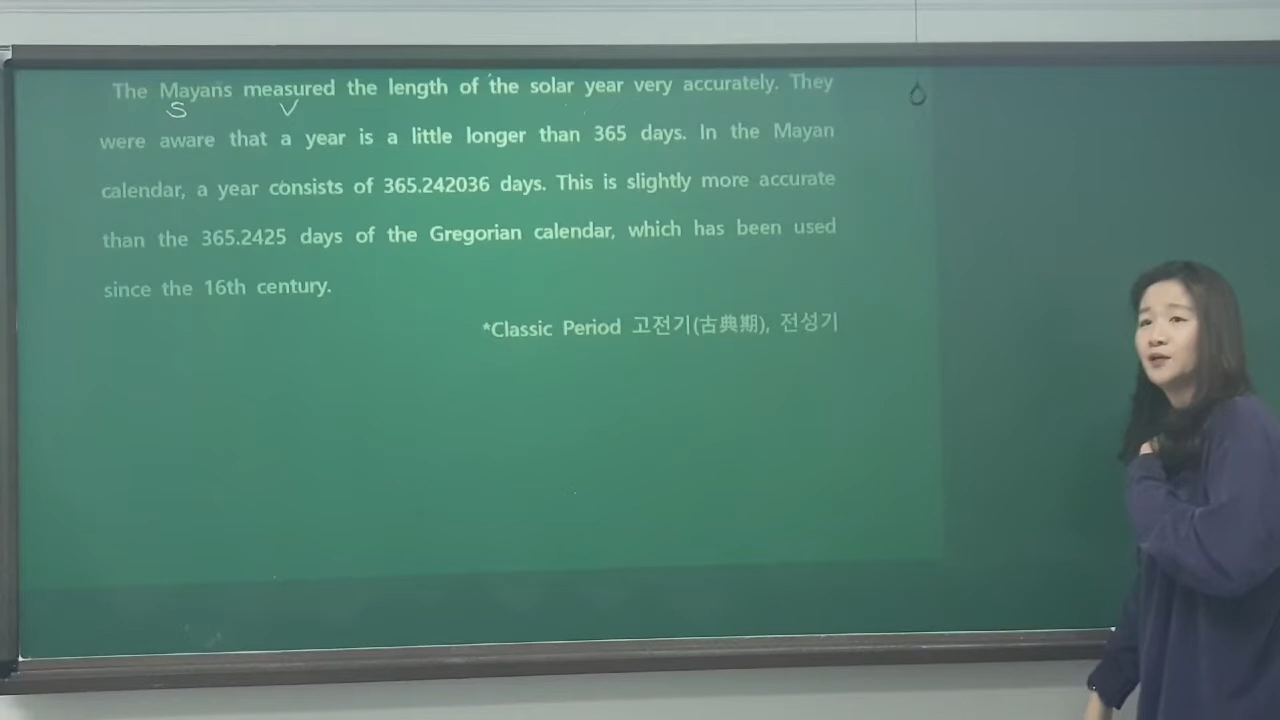 The Mayans measured the length of the solar year very accurately. They
S V
were aware that a year is a little longer than 365 days. In the Mayan
calendar, a year consists of 365.242036 days. This is slightly more accurate
than the 365.2425 days of the Gregorian calendar, which has been used
since the 16th century.
*Classic Period 고전기(古典期), 전성기